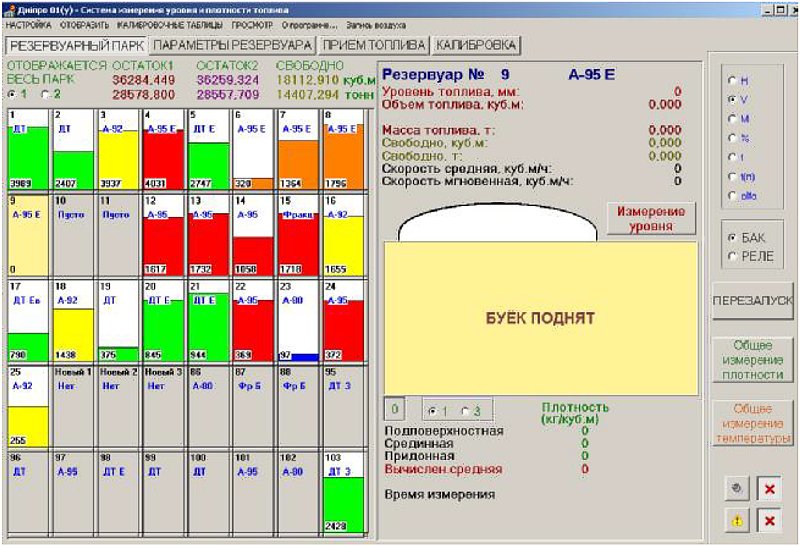 Дніпро 01(у) - Система измерения уровня и плотности топлива
НАСТРОЙКА ОТОБРАЗИТЬ КАЛИБРОВОЧНЫЕ ТАБЛИЦЫ ПРОСМОТР О программе... Запись воздуха
РЕЗЕРВУАРНЫЙ ПАРК ПАРАМЕТРЫ РЕЗЕРВУАРА ПРИЕМ ТОПЛИВА КАЛИБРОВКА
ОТОБРАЖАЕТСЯ ОСТАТОК1 ОСТАТОК2 СВОБОДНО
ВЕСЬ ПАРК 36284,449 36259,324 18112,910 куб.м
1 2 28578,800 28557,709 14407,294 тонн
1 2 3 4 5 6 7 8
ДТ ДТ А-92 А-95 Е ДТ Е А-95 Е А-95 Е А-95 Е
3989 2407 3937 4031 2747 320 1364 1796
9 10 11 12 13 14 15 16
А-95 Е Пусто Пусто А-95 А-95 А-95 Фракц А-92
0 1617 1732 1058 1718 1655
17 18 19 20 21 22 23 24
ДТ Ев А-92 ДТ ДТ Е ДТ Е А-95 А-80 А-95
790 1438 375 845 944 369 97 372
25 Новый 1 Новый 2 Новый 3 86 87 88 95
А-92 Нет Нет Нет А-80 Фр Б Фр Б ДТ З
255
96 97 98 99 100 101 102 103
ДТ А-95 ДТ Е ДТ ДТ А-95 А-80 ДТ З
2428
Резервуар № 9 А-95 Е
Уровень топлива, мм: 0
Объем топлива, куб.м: 0.000
Масса топлива, т: 0.000
Свободно, куб.м: 0.000
Свободно, т: 0.000
Скорость средняя, куб.м/ч: 0
Скорость мгновенная, куб.м/ч: 0
Измерение
уровня
БУЁК ПОДНЯТ
0 1 3 Плотность
(кг/куб.м)
Подповерхностная 0
Срединная 0
Придонная 0
Вычислен.средняя 0
Время измерения
H
V
M
%
t
t(n)
alfa
БАК
РЕЛЕ
ПЕРЕЗАПУСК
Общее
измерение
плотности
Общее
измерение
температуры